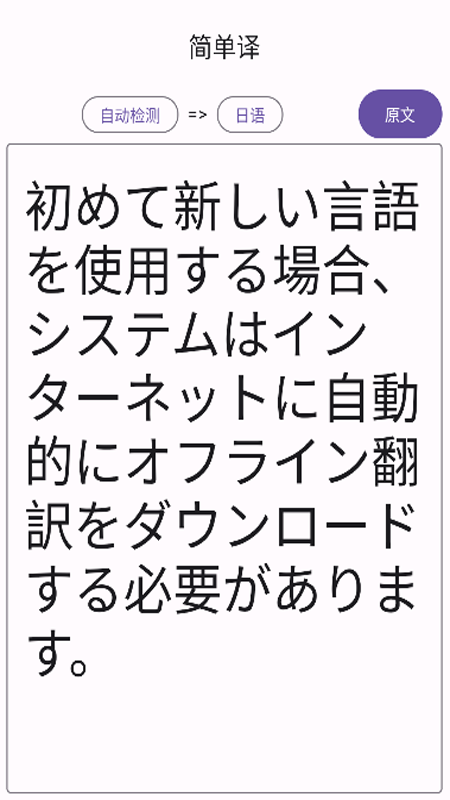 简单译
自动检测 => 日语 原文
初めて新しい言語
を使用する場合、
システムはイン
ターネットに自動
的にオフライン翻
訳をダウンロード
する必要がありま
す。